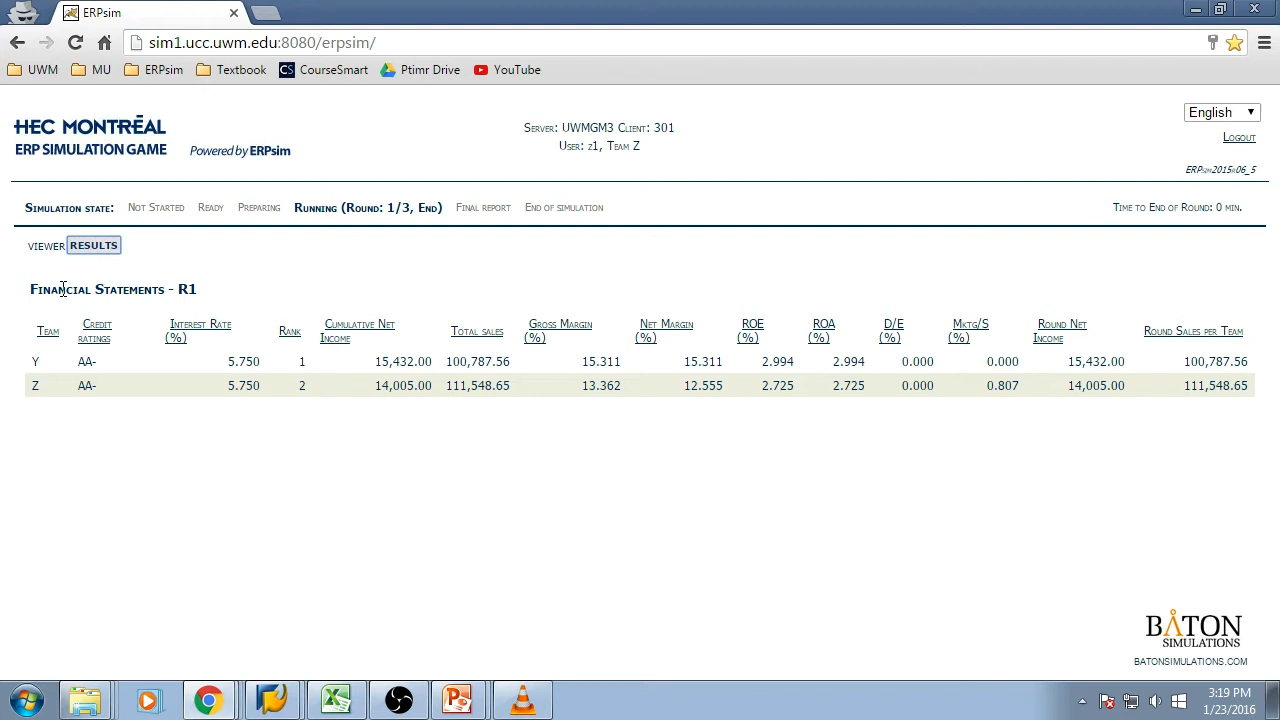 ERPsim
sim1.ucc.uwm.edu:8080/erpsim/
UWM MU ERPsim Textbook CS CourseSmart Ptimr Drive YouTube
HEC MONTRÉAL
ERP SIMULATION GAME Powered by ERPsim
Server: UWMGM3 Client: 301
User: z1, Team Z
English
Logout
ERPsim2015r06_5
Simulation state: Not Started Ready Preparing Running (Round: 1/3, End) Final report End of simulation Time to End of Round: 0 min.
Viewer Results
Financial Statements - R1
Team Credit ratings Interest Rate (%) Rank Cumulative Net Income Total sales Gross Margin (%) Net Margin (%) ROE (%) ROA (%) D/E (%) Mktg/S (%) Round Net Income Round Sales per Team
Y AA- 5.750 1 15,432.00 100,787.56 15.311 15.311 2.994 2.994 0.000 0.000 15,432.00 100,787.56
Z AA- 5.750 2 14,005.00 111,548.65 13.362 12.555 2.725 2.725 0.000 0.807 14,005.00 111,548.65
BÅTON
SIMULATIONS
BATONSIMULATIONS.COM
3:19 PM
1/23/2016